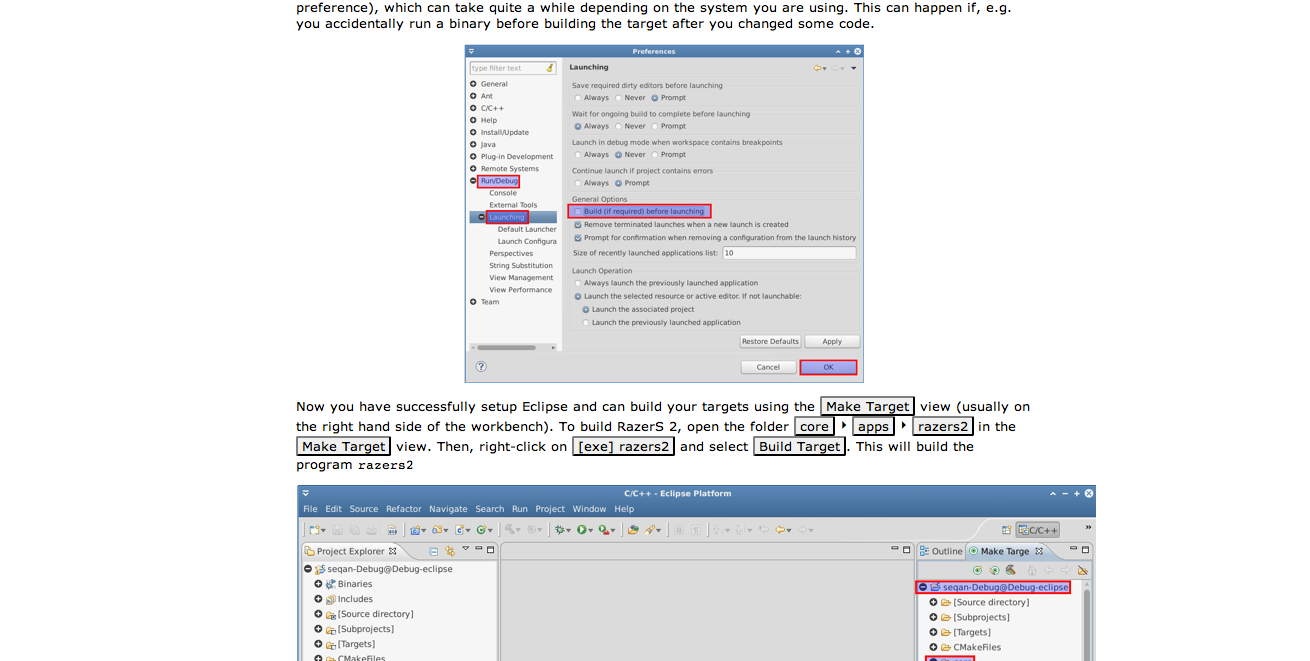 preference), which can take quite a while depending on the system you are using. This can happen if, e.g.
you accidentally run a binary before building the target after you changed some code.
Preferences
type filter text
General
Ant
C/C++
Help
Install/Update
Java
Plug-in Development
Remote Systems
Run/Debug
Console
External Tools
Launching
Default Launcher
Launch Configura
Perspectives
String Substitution
View Management
View Performance
Team
Launching
Save required dirty editors before launching
Always Never Prompt
Wait for ongoing build to complete before launching
Always Never Prompt
Launch in debug mode when workspace contains breakpoints
Always Never Prompt
Continue launch if project contains errors
Always Prompt
General Options
Build (if required) before launching
Remove terminated launches when a new launch is created
Prompt for confirmation when removing a configuration from the launch history
Size of recently launched applications list: 10
Launch Operation
Always launch the previously launched application
Launch the selected resource or active editor. If not launchable:
Launch the associated project
Launch the previously launched application
Restore Defaults Apply
? Cancel OK
Now you have successfully setup Eclipse and can build your targets using the Make Target view (usually on
the right hand side of the workbench). To build RazerS 2, open the folder core apps razers2 in the
Make Target view. Then, right-click on [exe] razers2 and select Build Target. This will build the
program razers2
C/C++ - Eclipse Platform
File Edit Source Refactor Navigate Search Run Project Window Help
C/C++ »
Project Explorer
seqan-Debug@Debug-eclipse
Binaries
Includes
[Source directory]
[Subprojects]
[Targets]
CMakeFiles
Outline Make Targe
seqan-Debug@Debug-eclipse
[Source directory]
[Subprojects]
[Targets]
CMakeFiles